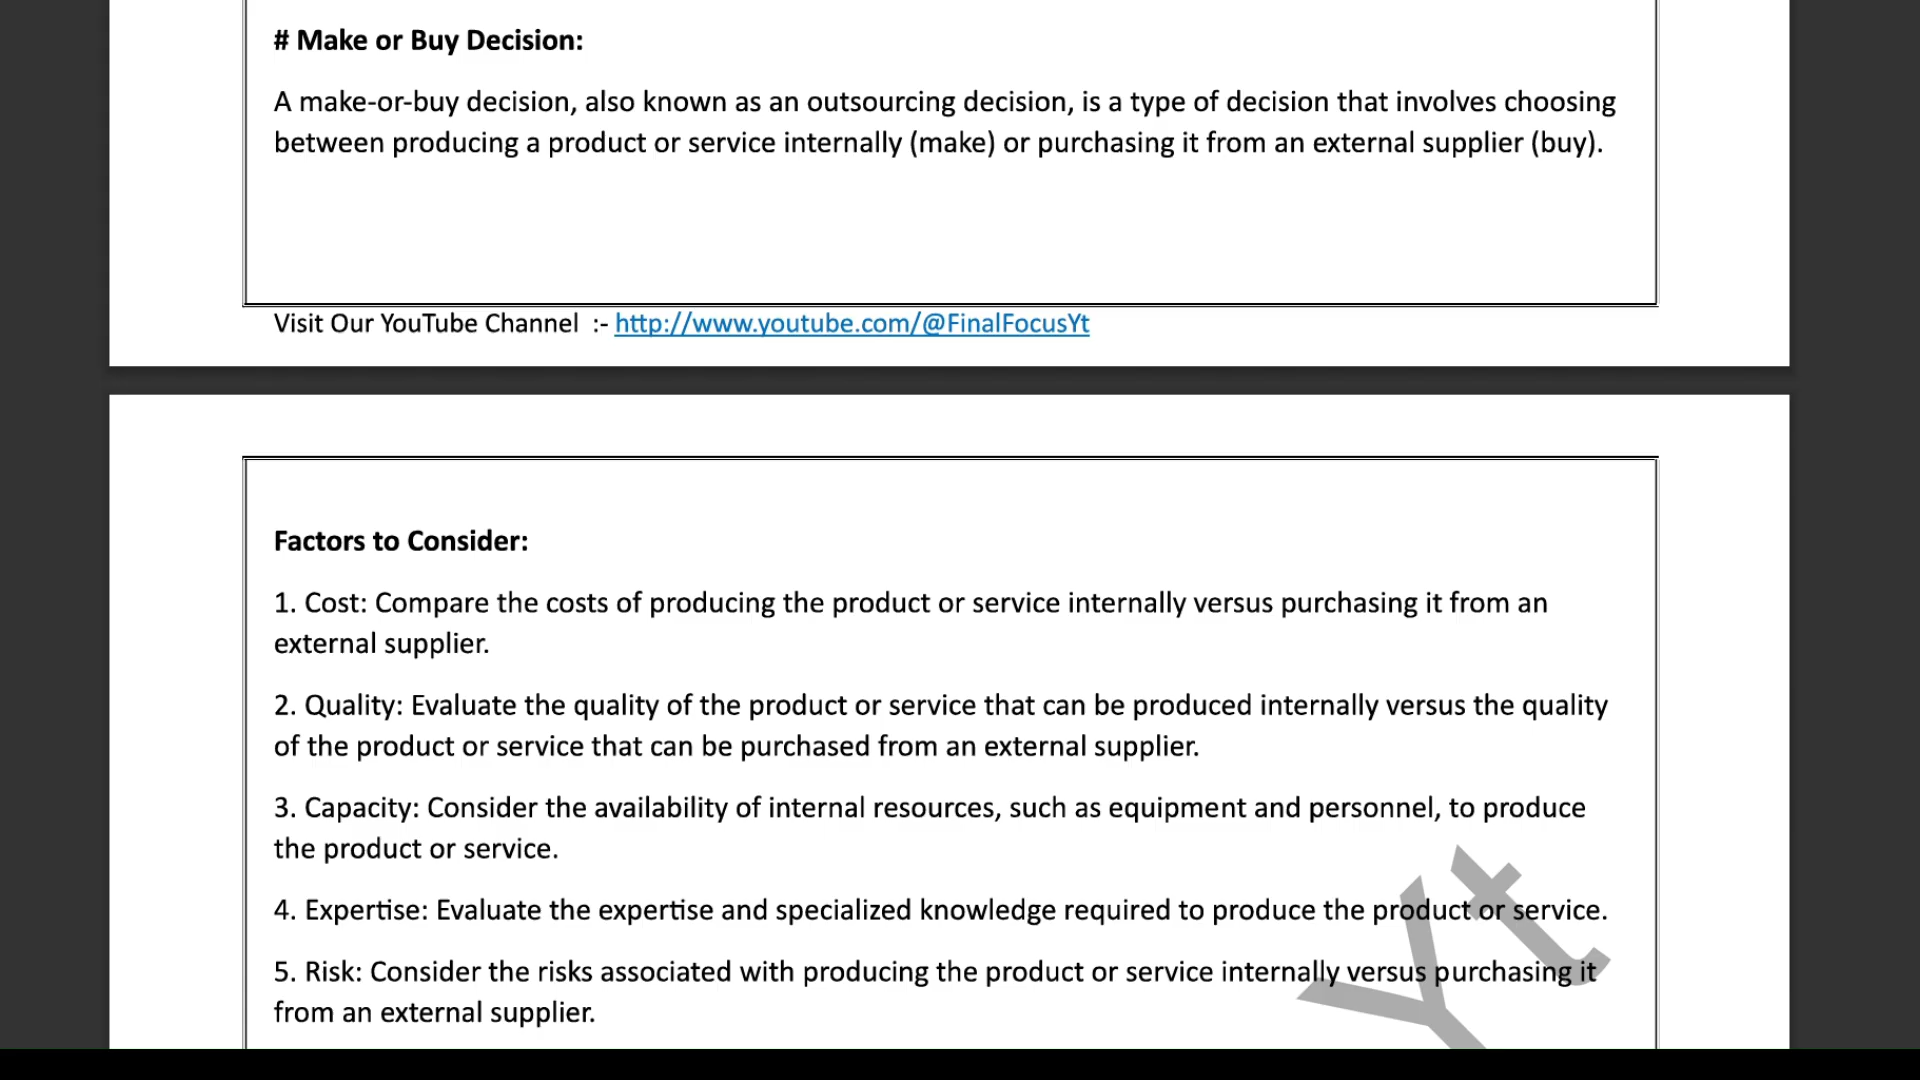 # Make or Buy Decision:
A make-or-buy decision, also known as an outsourcing decision, is a type of decision that involves choosing
between producing a product or service internally (make) or purchasing it from an external supplier (buy).
Visit Our YouTube Channel :- http://www.youtube.com/@FinalFocusYt
Factors to Consider:
1. Cost: Compare the costs of producing the product or service internally versus purchasing it from an
external supplier.
2. Quality: Evaluate the quality of the product or service that can be produced internally versus the quality
of the product or service that can be purchased from an external supplier.
3. Capacity: Consider the availability of internal resources, such as equipment and personnel, to produce
the product or service.
4. Expertise: Evaluate the expertise and specialized knowledge required to produce the product or service.
5. Risk: Consider the risks associated with producing the product or service internally versus purchasing it
from an external supplier.
Yt